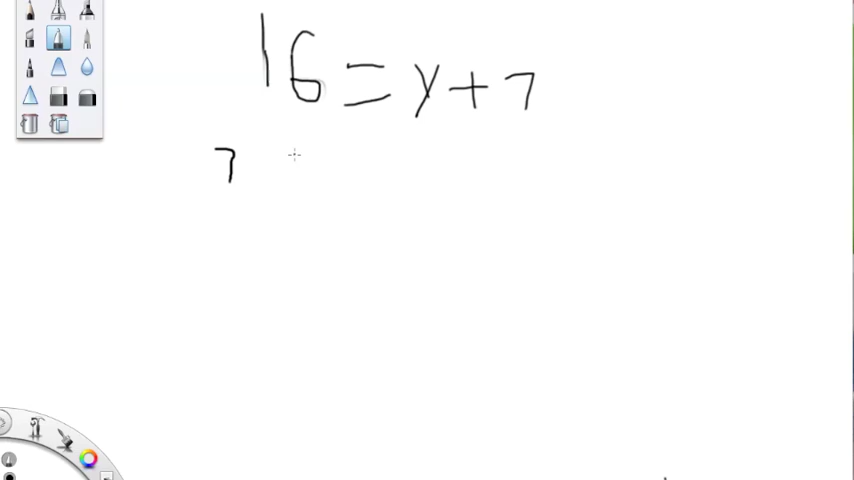 16 = y + 7
7